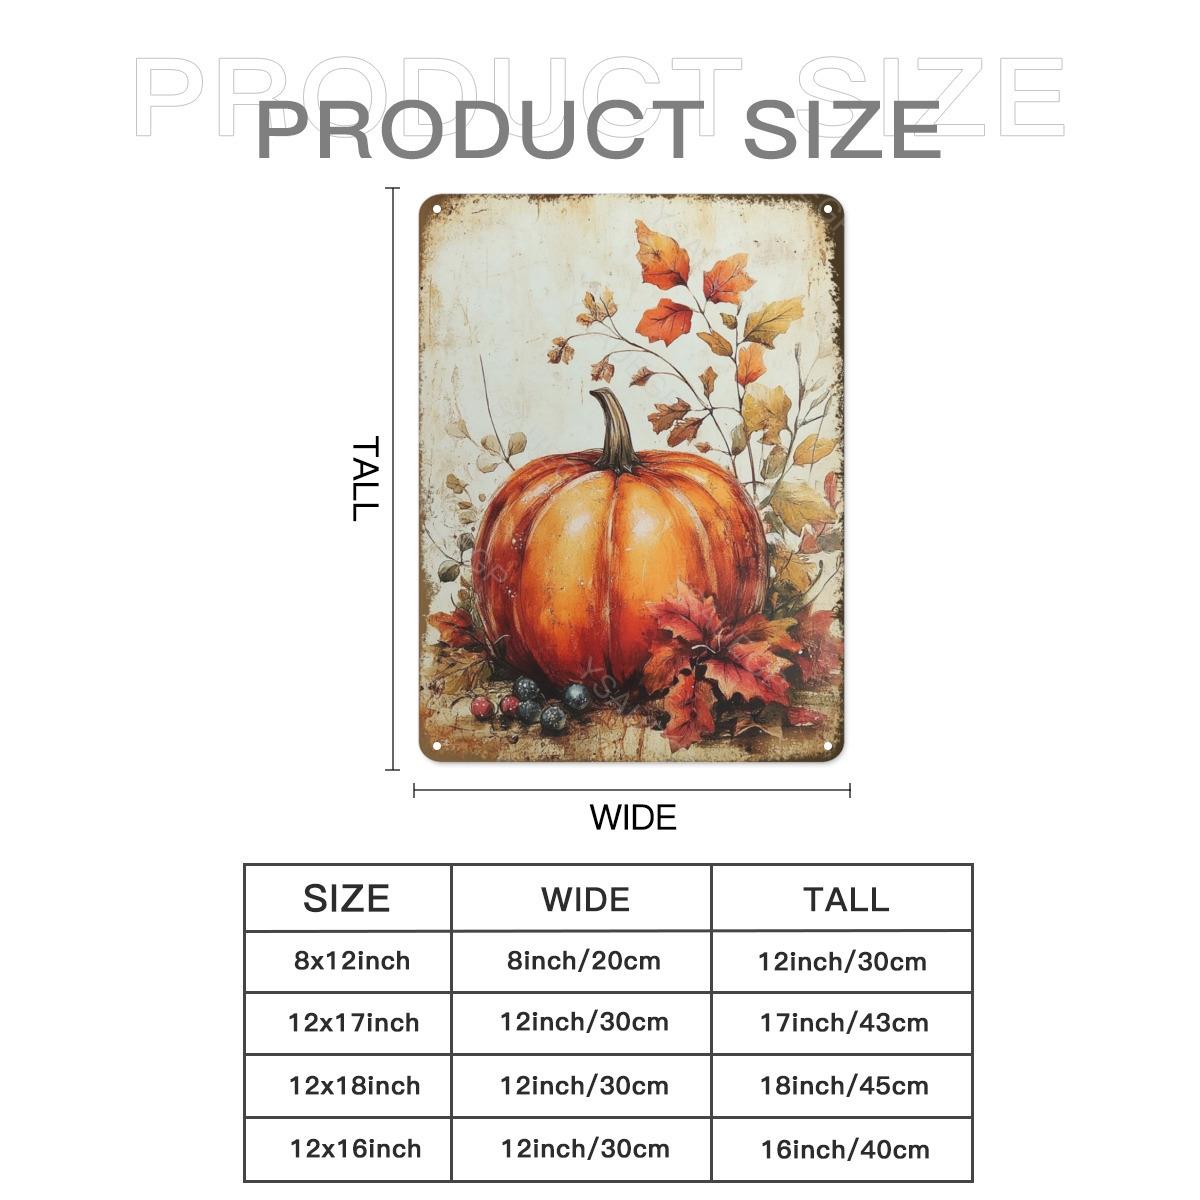 PRODUCT SIZE
PRODUCT SIZE
TALL
WIDE
SIZE WIDE TALL
8x12inch 8inch/20cm 12inch/30cm
12x17inch 12inch/30cm 17inch/43cm
12x18inch 12inch/30cm 18inch/45cm
12x16inch 12inch/30cm 16inch/40cm